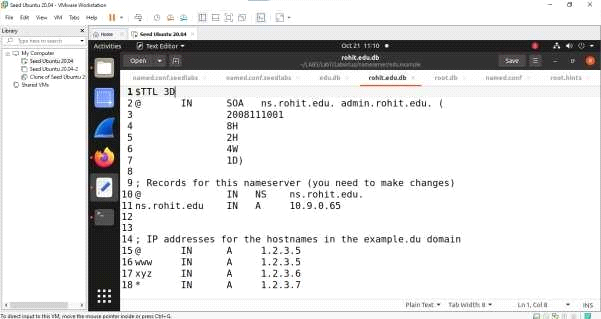 Seed Ubuntu 20.04 - VMware Workstation
File Edit View VM Tabs Help
Library
Type here to search
My Computer
Seed Ubuntu 20.04
Seed Ubuntu 20.04-2
Clone of Seed Ubuntu 2
Shared VMs
Home
Seed Ubuntu 20.04
Activities
Text Editor
Oct 21 11:10
Open
rohit.edu.db
Save
named.conf.seedlabs
named.conf.seedlabs
edu.db
rohit.edu.db
root.db
named.conf
root.hints
1 $TTL 3D
2 @ IN SOA ns.rohit.edu. admin.rohit.edu. (
3 2008111001
4 8H
5 2H
6 4W
7 1D)
8
9 ; Records for this nameserver (you need to make changes)
10 @ IN NS ns.rohit.edu.
11 ns.rohit.edu IN A 10.9.0.65
12
13
14 ; IP addresses for the hostnames in the example.du domain
15 @ IN A 1.2.3.5
16 www IN A 1.2.3.5
17 xyz IN A 1.2.3.6
18 * IN A 1.2.3.7
Plain Text
Tab Width: 8
Ln 1, Col 8
INS
To direct input to this VM, move the mouse pointer inside or press Ctrl+G.